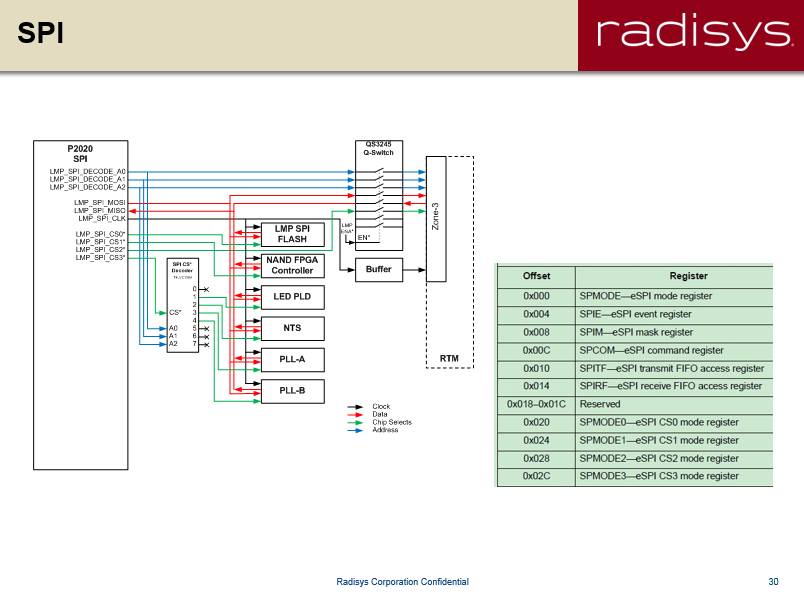 SPI
radisys.
P2020
SPI
LMP_SPI_DECODE_A0
LMP_SPI_DECODE_A1
LMP_SPI_DECODE_A2
LMP_SPI_MOSI
LMP_SPI_MISO
LMP_SPI_CLK
LMP_SPI_CS0*
LMP_SPI_CS1*
LMP_SPI_CS2*
LMP_SPI_CS3*
SPI CS*
Decoder
0
1
2
CS* 3
4
A0 5
A1 6
A2 7
LMP SPI
FLASH
NAND FPGA
Controller
LED PLD
NTS
PLL-A
PLL-B
QS3245
Q-Switch
LMP
ENA*
EN*
Buffer
Zone-3
RTM
Clock
Data
Chip Selects
Address
Offset Register
0x000 SPMODE—eSPI mode register
0x004 SPIE—eSPI event register
0x008 SPIM—eSPI mask register
0x00C SPCOM—eSPI command register
0x010 SPITF—eSPI transmit FIFO access register
0x014 SPIRF—eSPI receive FIFO access register
0x018–0x01C Reserved
0x020 SPMODE0—eSPI CS0 mode register
0x024 SPMODE1—eSPI CS1 mode register
0x028 SPMODE2—eSPI CS2 mode register
0x02C SPMODE3—eSPI CS3 mode register
Radisys Corporation Confidential
30